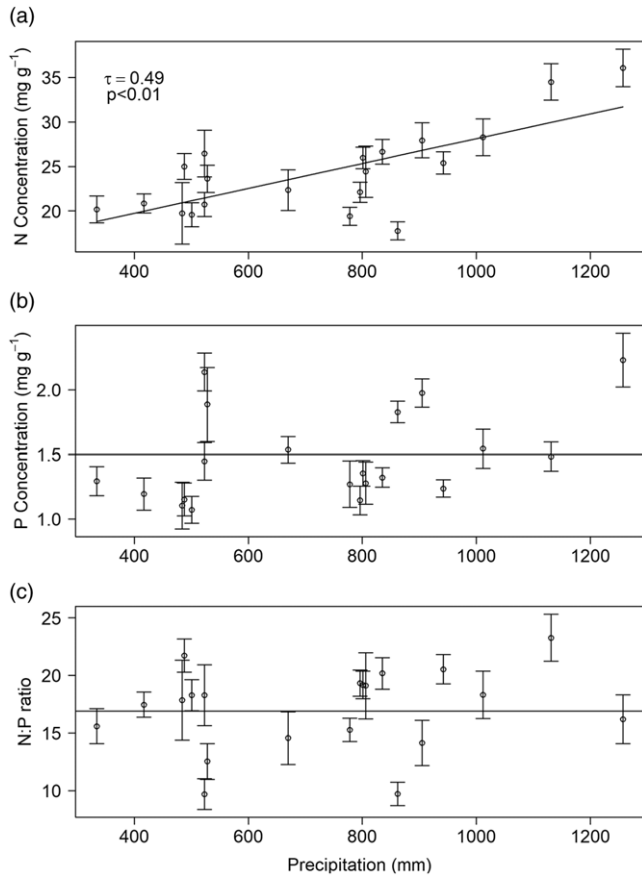 (a)
N Concentration (mg g⁻¹)
35
30
25
20
τ = 0.49
p<0.01
400 600 800 1000 1200
(b)
P Concentration (mg g⁻¹)
2.0
1.5
1.0
400 600 800 1000 1200
(c)
N:P ratio
25
20
15
10
400 600 800 1000 1200
Precipitation (mm)